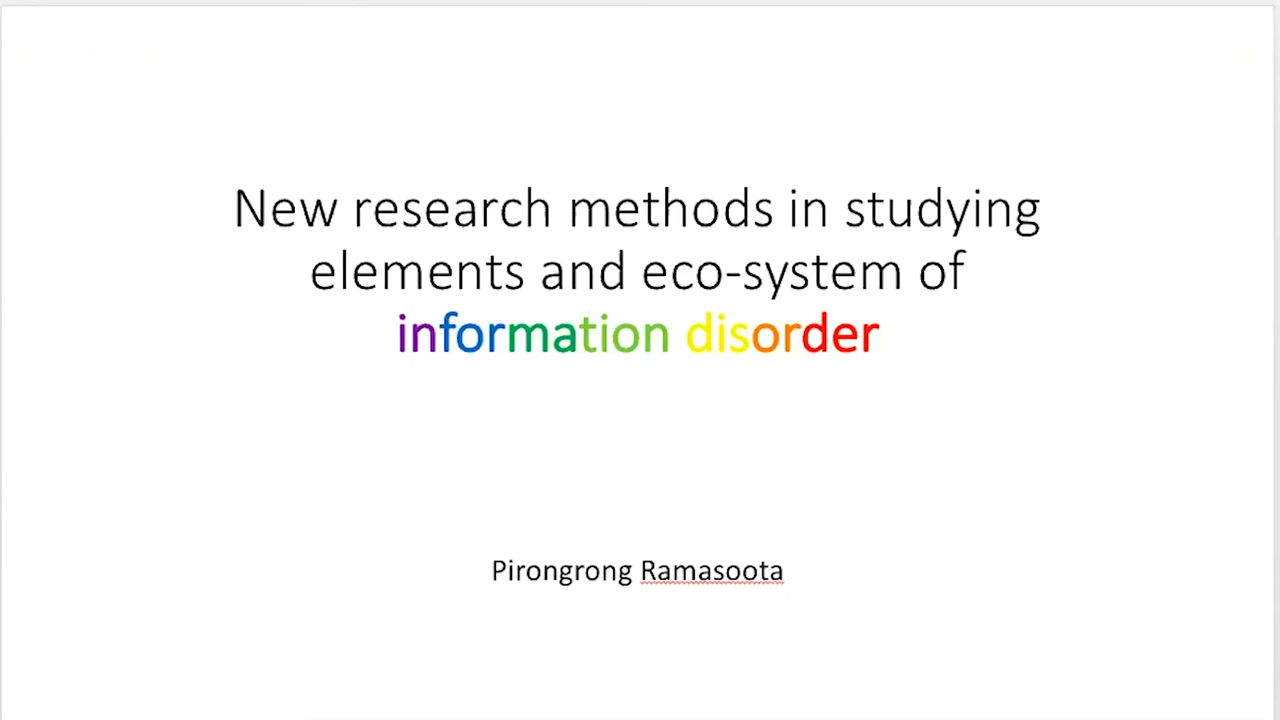 New research methods in studying
elements and eco-system of
information disorder
Pirongrong Ramasoota